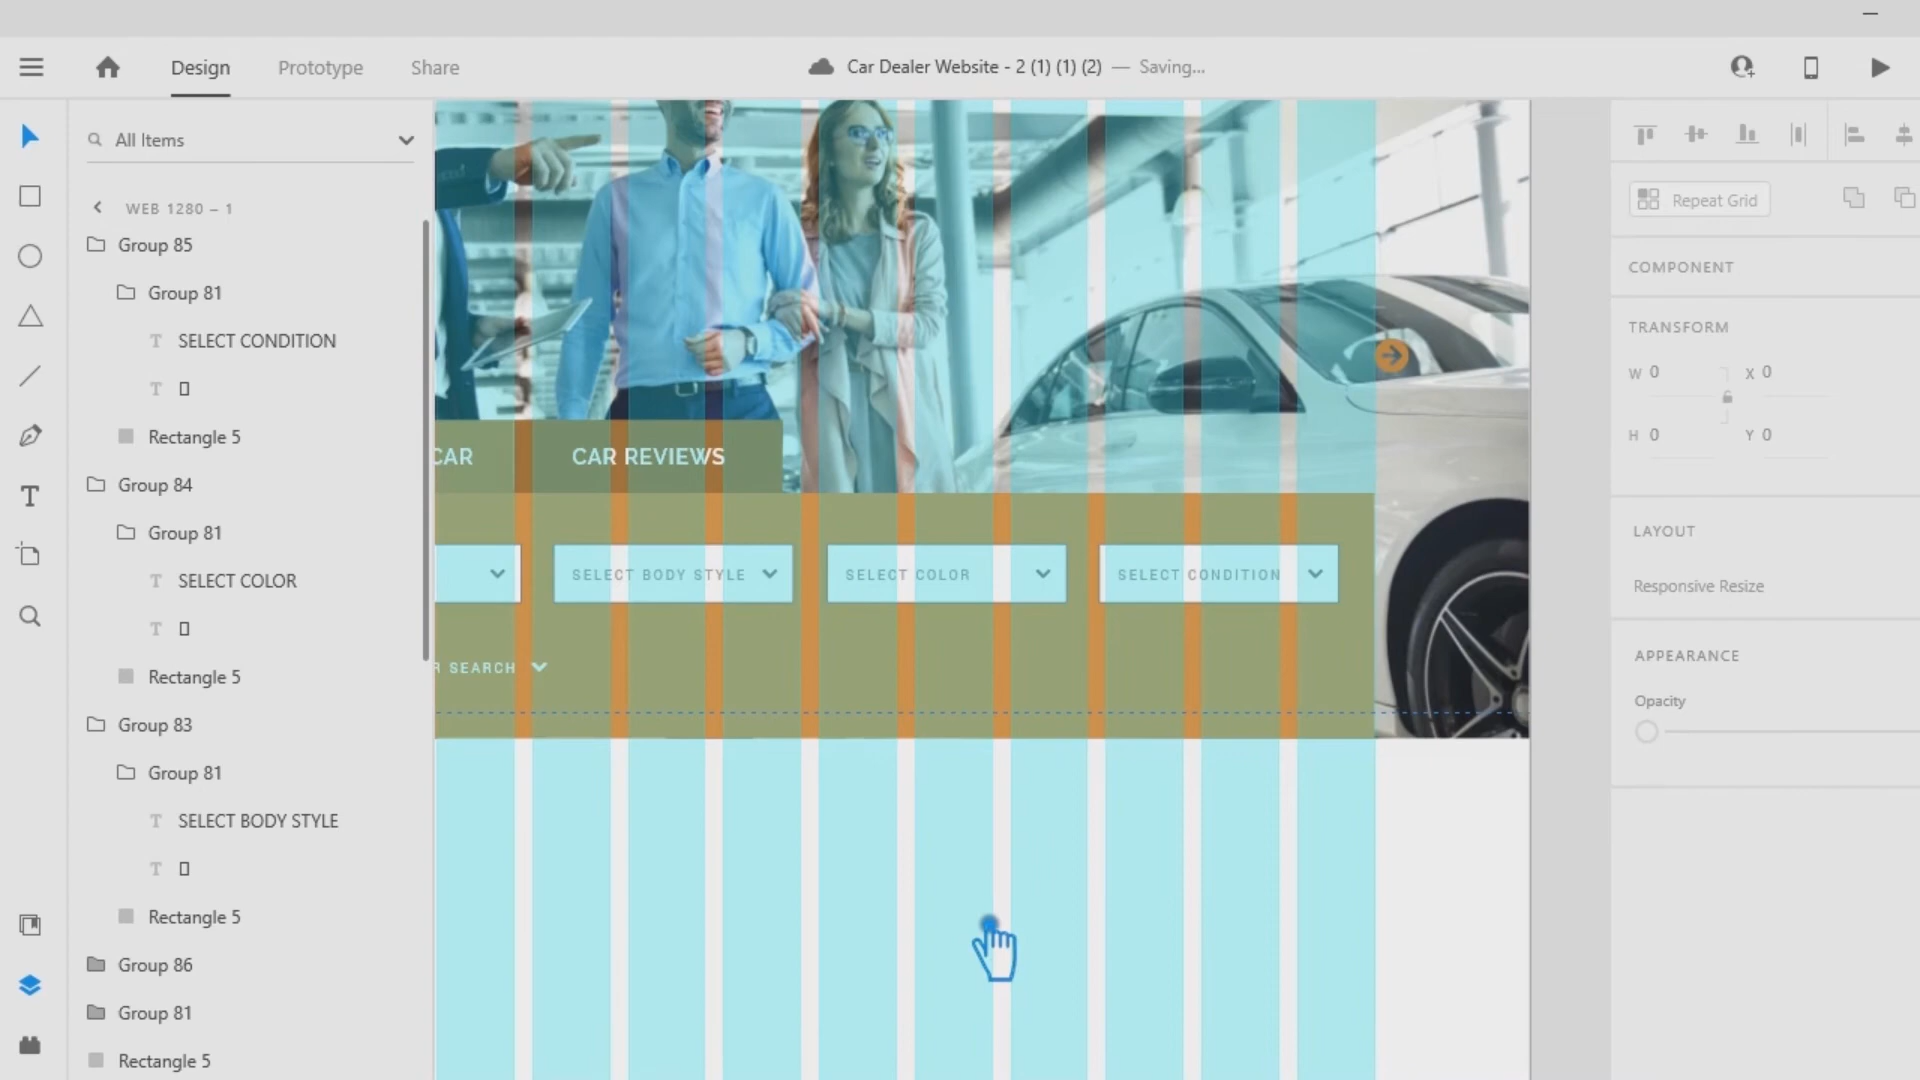 Design
Prototype
Share
Car Dealer Website - 2 (1) (1) (2) — Saving...
All Items
WEB 1280 – 1
Group 85
Group 81
SELECT CONDITION
Rectangle 5
Group 84
Group 81
SELECT COLOR
Rectangle 5
Group 83
Group 81
SELECT BODY STYLE
Rectangle 5
Group 86
Group 81
Rectangle 5
CAR
CAR REVIEWS
SELECT BODY STYLE
SELECT COLOR
SELECT CONDITION
R SEARCH
Repeat Grid
COMPONENT
TRANSFORM
W 0
X 0
H 0
Y 0
LAYOUT
Responsive Resize
APPEARANCE
Opacity